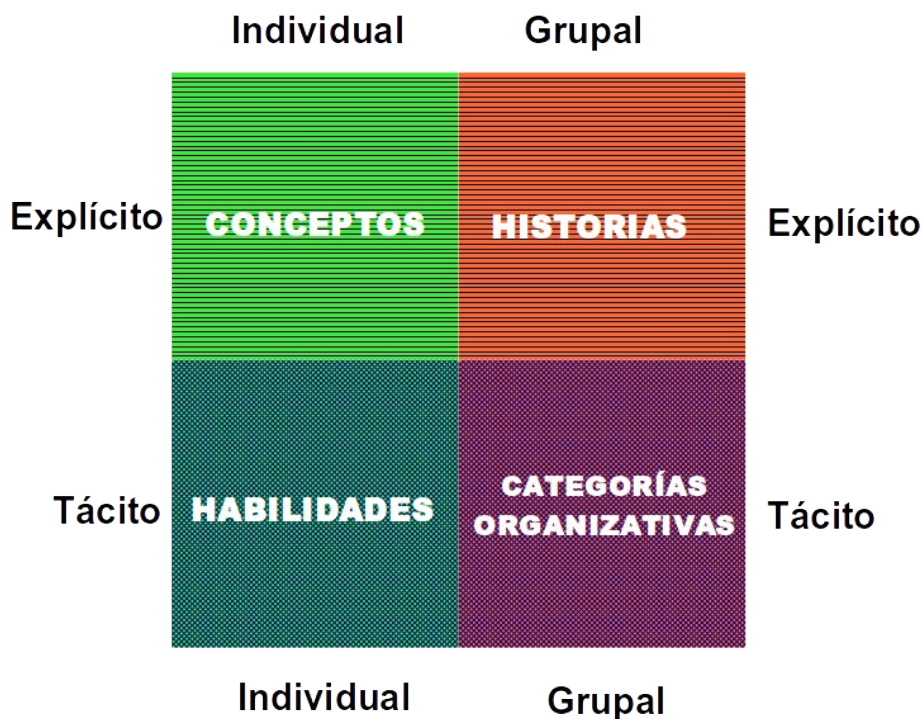 Individual Grupal
Explícito CONCEPTOS HISTORIAS Explícito
Tácito HABILIDADES CATEGORÍAS
ORGANIZATIVAS Tácito
Individual Grupal